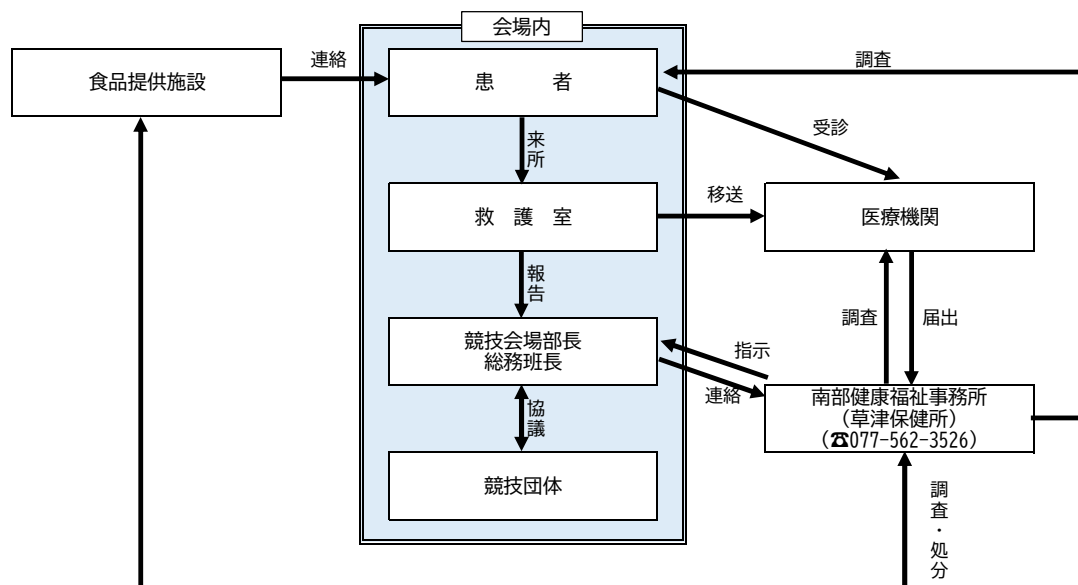 会場内
食品提供施設
連絡
患　　者
調査
来所
受診
救　護　室
移送
医療機関
報告
調査
届出
競技会場部長
総務班長
指示
連絡
南部健康福祉事務所
（草津保健所）
（☎077-562-3526）
協議
競技団体
調査・処分